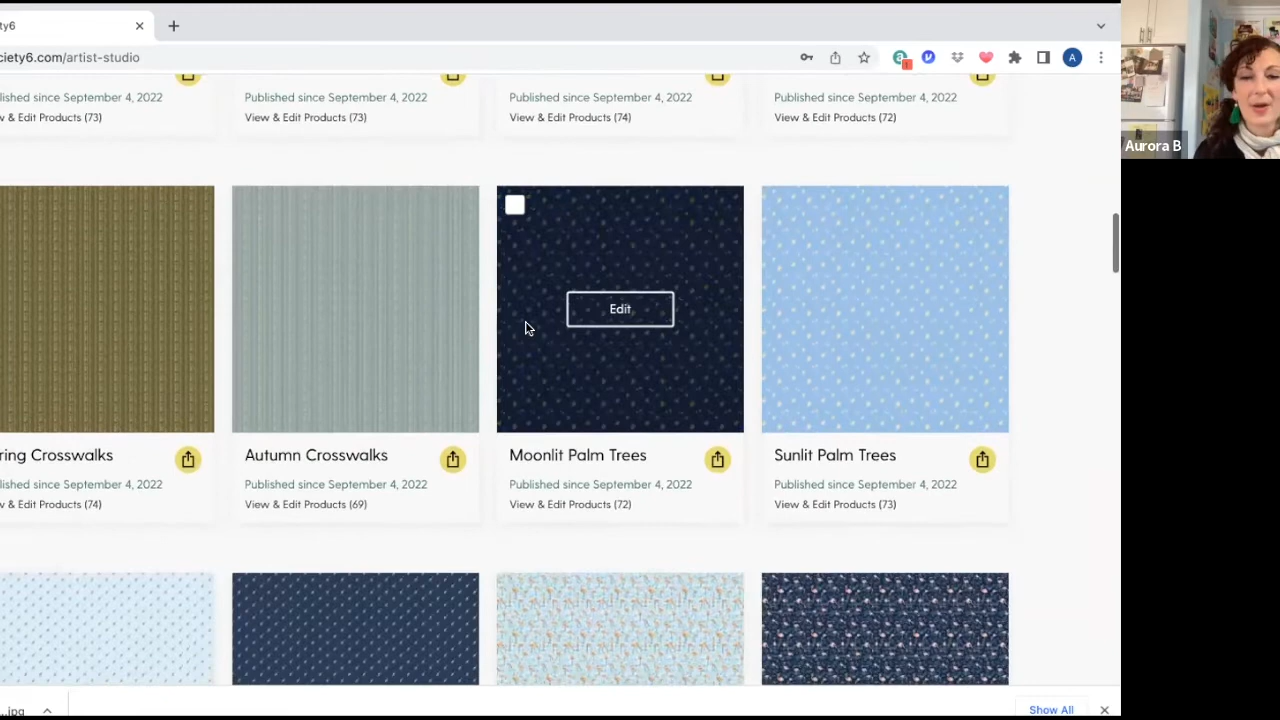 ty6
ciety6.com/artist-studio
A
Aurora B
blished since September 4, 2022
Published since September 4, 2022
Published since September 4, 2022
Published since September 4, 2022
w & Edit Products (73)
View & Edit Products (73)
View & Edit Products (74)
View & Edit Products (72)
Edit
ring Crosswalks
Autumn Crosswalks
Moonlit Palm Trees
Sunlit Palm Trees
blished since September 4, 2022
Published since September 4, 2022
Published since September 4, 2022
Published since September 4, 2022
w & Edit Products (74)
View & Edit Products (69)
View & Edit Products (72)
View & Edit Products (73)
...jpg
Show All